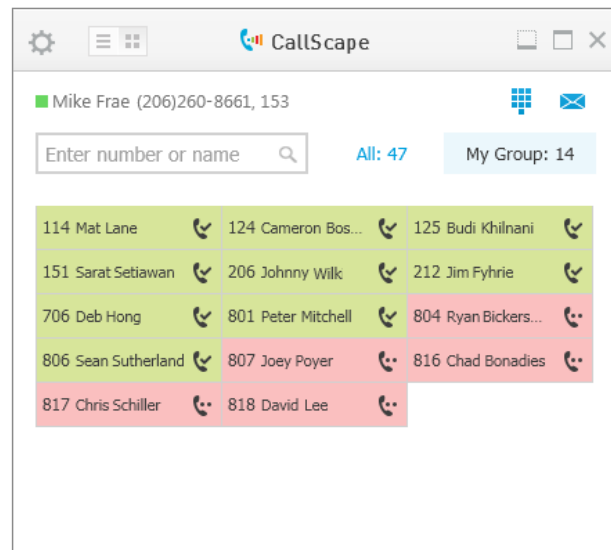 CallScape
Mike Frae (206)260-8661, 153
Enter number or name All: 47 My Group: 14
114 Mat Lane 124 Cameron Bos... 125 Budi Khilnani
151 Sarat Setiawan 206 Johnny Wilk 212 Jim Fyhrie
706 Deb Hong 801 Peter Mitchell 804 Ryan Bickers...
806 Sean Sutherland 807 Joey Poyer 816 Chad Bonadies
817 Chris Schiller 818 David Lee